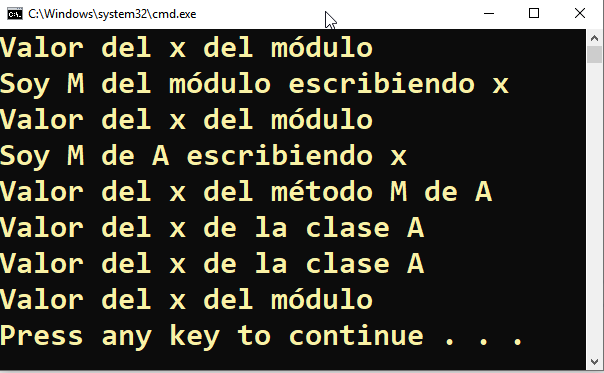 C:\Windows\system32\cmd.exe
Valor del x del módulo
Soy M del módulo escribiendo x
Valor del x del módulo
Soy M de A escribiendo x
Valor del x del método M de A
Valor del x de la clase A
Valor del x de la clase A
Valor del x del módulo
Press any key to continue . . .